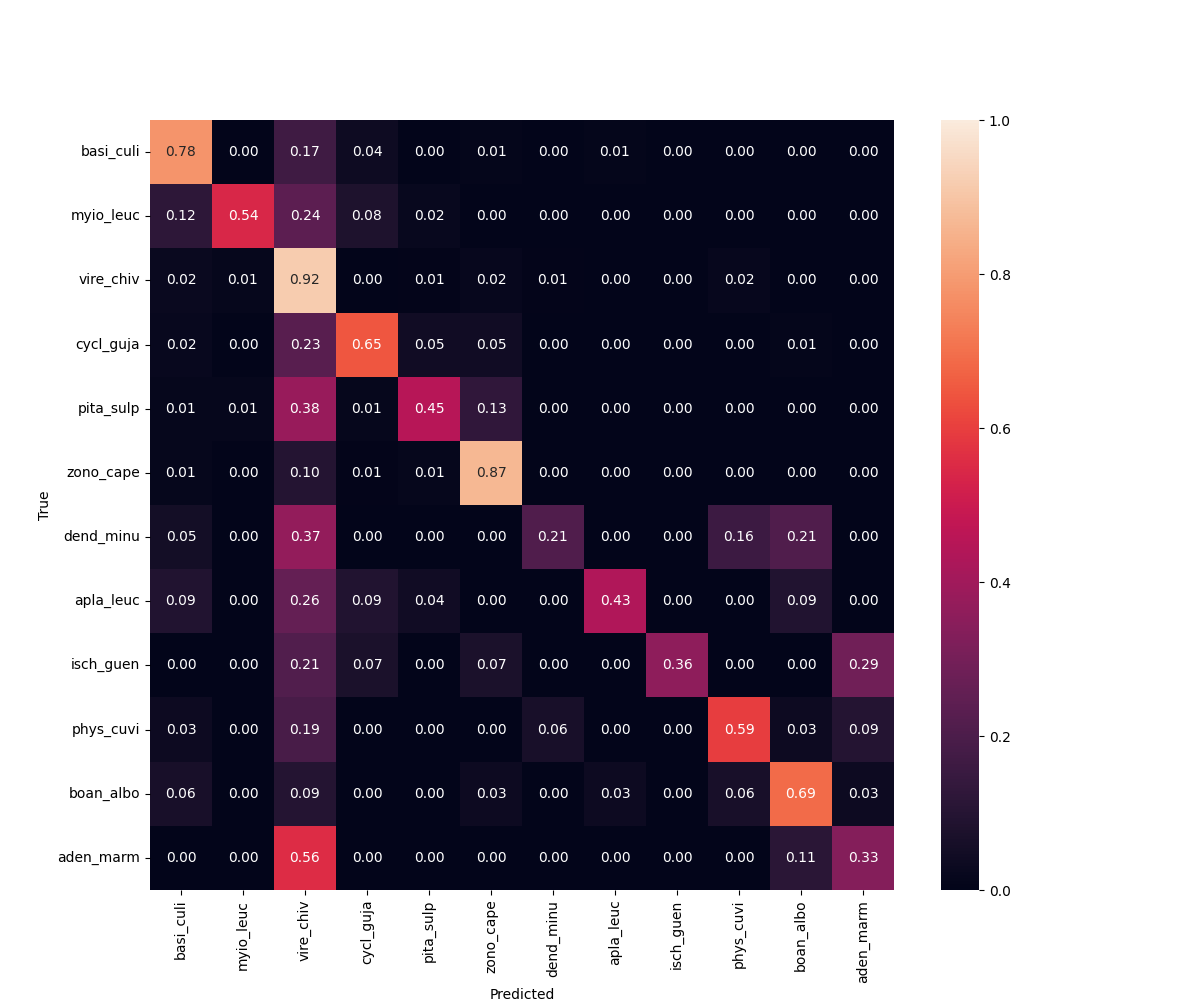 basi_culi 0.78 0.00 0.17 0.04 0.00 0.01 0.00 0.01 0.00 0.00 0.00 0.00
myio_leuc 0.12 0.54 0.24 0.08 0.02 0.00 0.00 0.00 0.00 0.00 0.00 0.00
vire_chiv 0.02 0.01 0.92 0.00 0.01 0.02 0.01 0.00 0.00 0.02 0.00 0.00
cycl_guja 0.02 0.00 0.23 0.65 0.05 0.05 0.00 0.00 0.00 0.00 0.01 0.00
pita_sulp 0.01 0.01 0.38 0.01 0.45 0.13 0.00 0.00 0.00 0.00 0.00 0.00
zono_cape 0.01 0.00 0.10 0.01 0.01 0.87 0.00 0.00 0.00 0.00 0.00 0.00
dend_minu 0.05 0.00 0.37 0.00 0.00 0.00 0.21 0.00 0.00 0.16 0.21 0.00
apla_leuc 0.09 0.00 0.26 0.09 0.04 0.00 0.00 0.43 0.00 0.00 0.09 0.00
isch_guen 0.00 0.00 0.21 0.07 0.00 0.07 0.00 0.00 0.36 0.00 0.00 0.29
phys_cuvi 0.03 0.00 0.19 0.00 0.00 0.00 0.06 0.00 0.00 0.59 0.03 0.09
boan_albo 0.06 0.00 0.09 0.00 0.00 0.03 0.00 0.03 0.00 0.06 0.69 0.03
aden_marm 0.00 0.00 0.56 0.00 0.00 0.00 0.00 0.00 0.00 0.00 0.11 0.33
True
basi_culi myio_leuc vire_chiv cycl_guja pita_sulp zono_cape dend_minu apla_leuc isch_guen phys_cuvi boan_albo aden_marm
Predicted
1.0
0.8
0.6
0.4
0.2
0.0